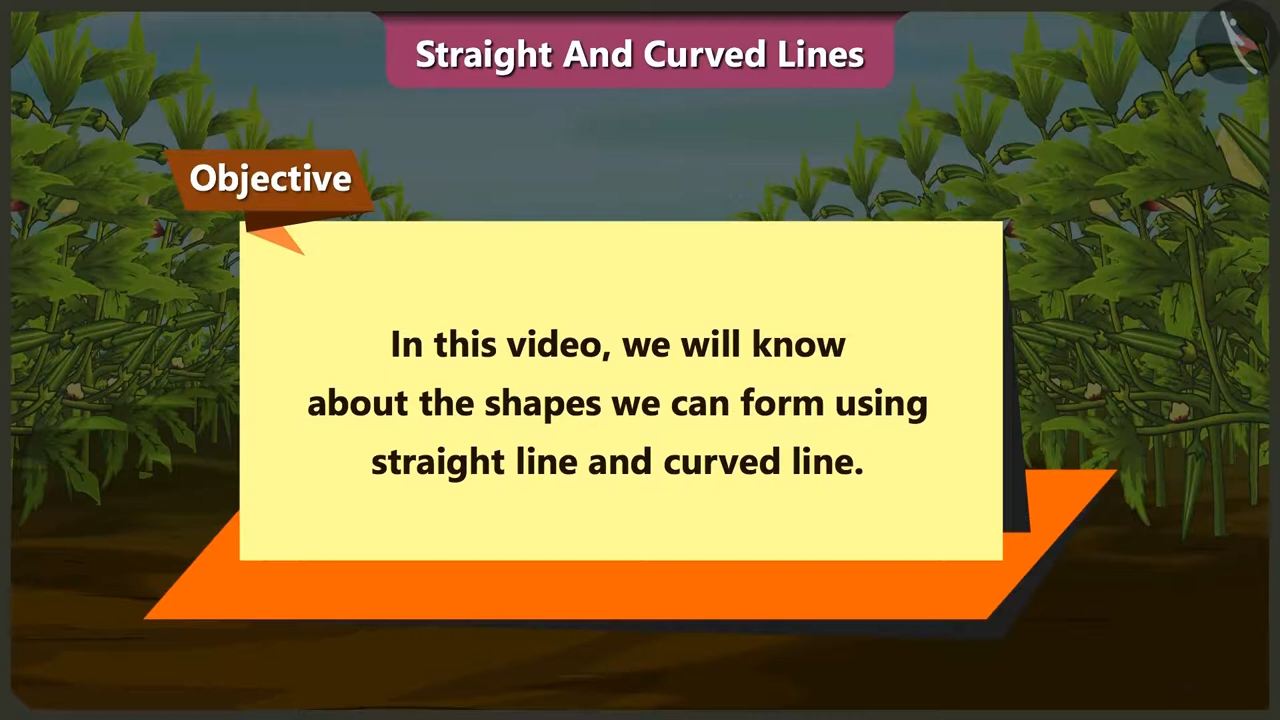 Straight And Curved Lines
Objective
In this video, we will know
about the shapes we can form using
straight line and curved line.